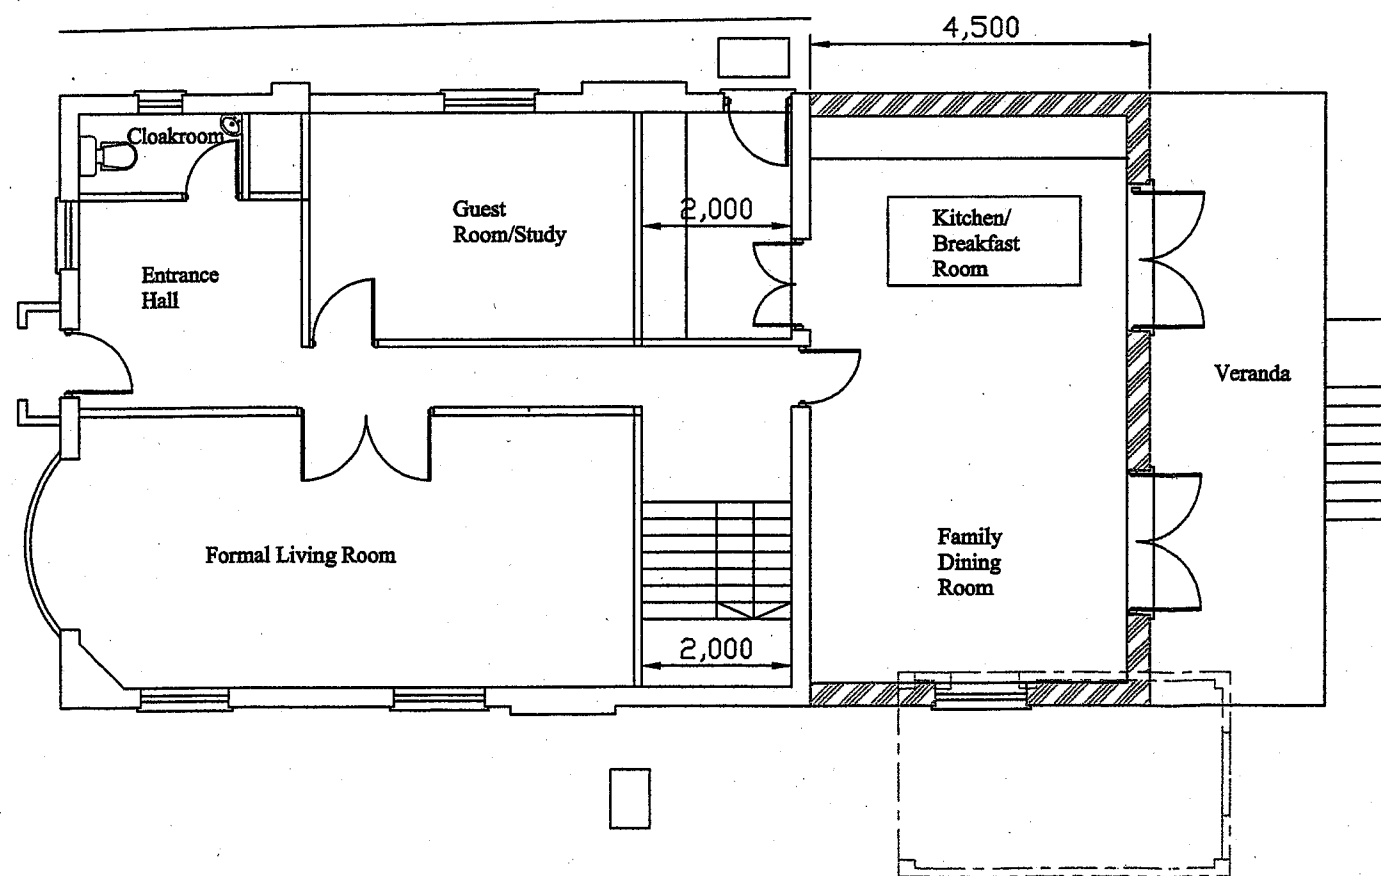 4,500
Cloakroom
Guest
Room/Study
2,000
Kitchen/
Breakfast
Room
Entrance
Hall
Veranda
Formal Living Room
Family
Dining
Room
2,000